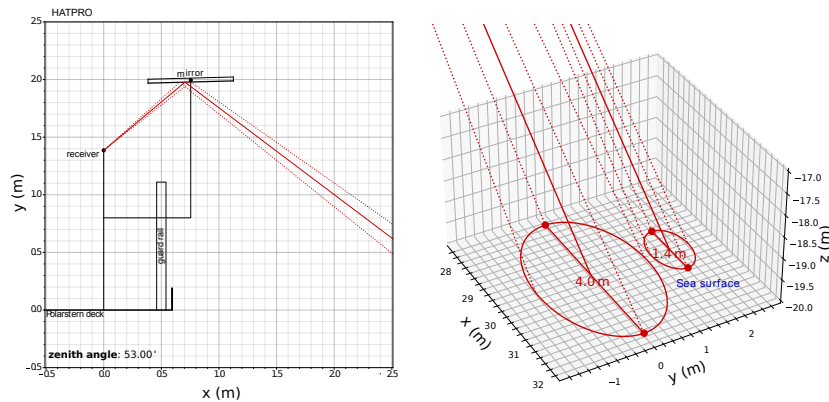 HATPRO
25
20
15
10
05
00
−05
−05
00
05
10
15
20
2.5
y (m)
x (m)
mirror
receiver
guard rail
Polarstern deck
zenith angle: 53.00°
−17.0
−17.5
−18.0
−18.5
−19.0
−19.5
−20.0
z (m)
28
29
30
31
32
x (m)
−1
0
1
2
y (m)
4.0 m
1.4 m
Sea surface